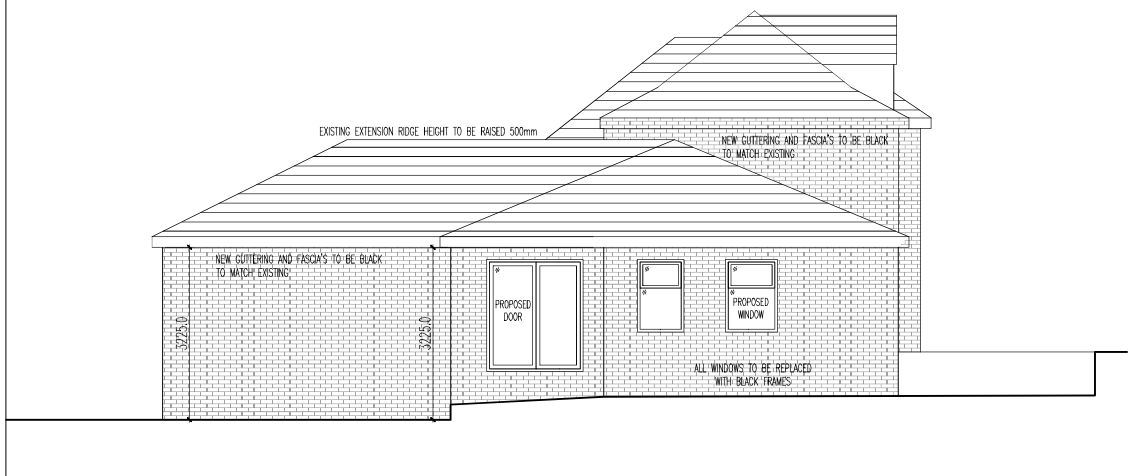 EXISTING EXTENSION RIDGE HEIGHT TO BE RAISED 500mm
NEW GUTTERING AND FASCIA'S TO BE BLACK
TO MATCH EXISTING
NEW GUTTERING AND FASCIA'S TO BE BLACK
TO MATCH EXISTING
3225.0
3225.0
PROPOSED
DOOR
PROPOSED
WINDOW
ALL WINDOWS TO BE REPLACED
WITH BLACK FRAMES